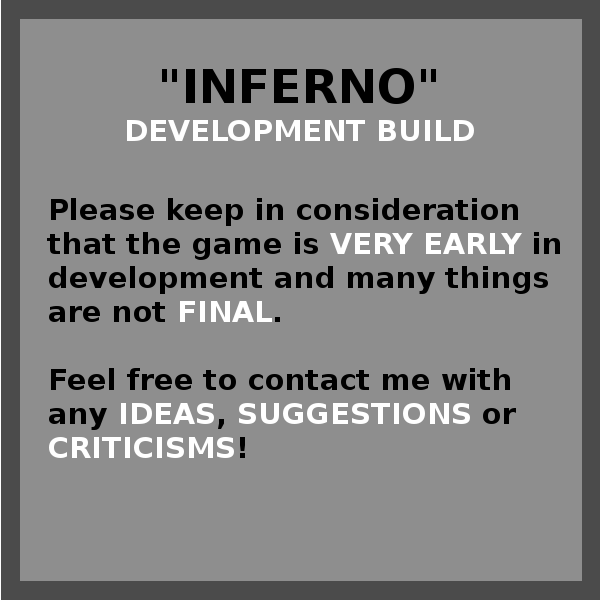 "INFERNO"
DEVELOPMENT BUILD
Please keep in consideration
that the game is VERY EARLY in
development and many things
are not FINAL.
Feel free to contact me with
any IDEAS, SUGGESTIONS or
CRITICISMS!